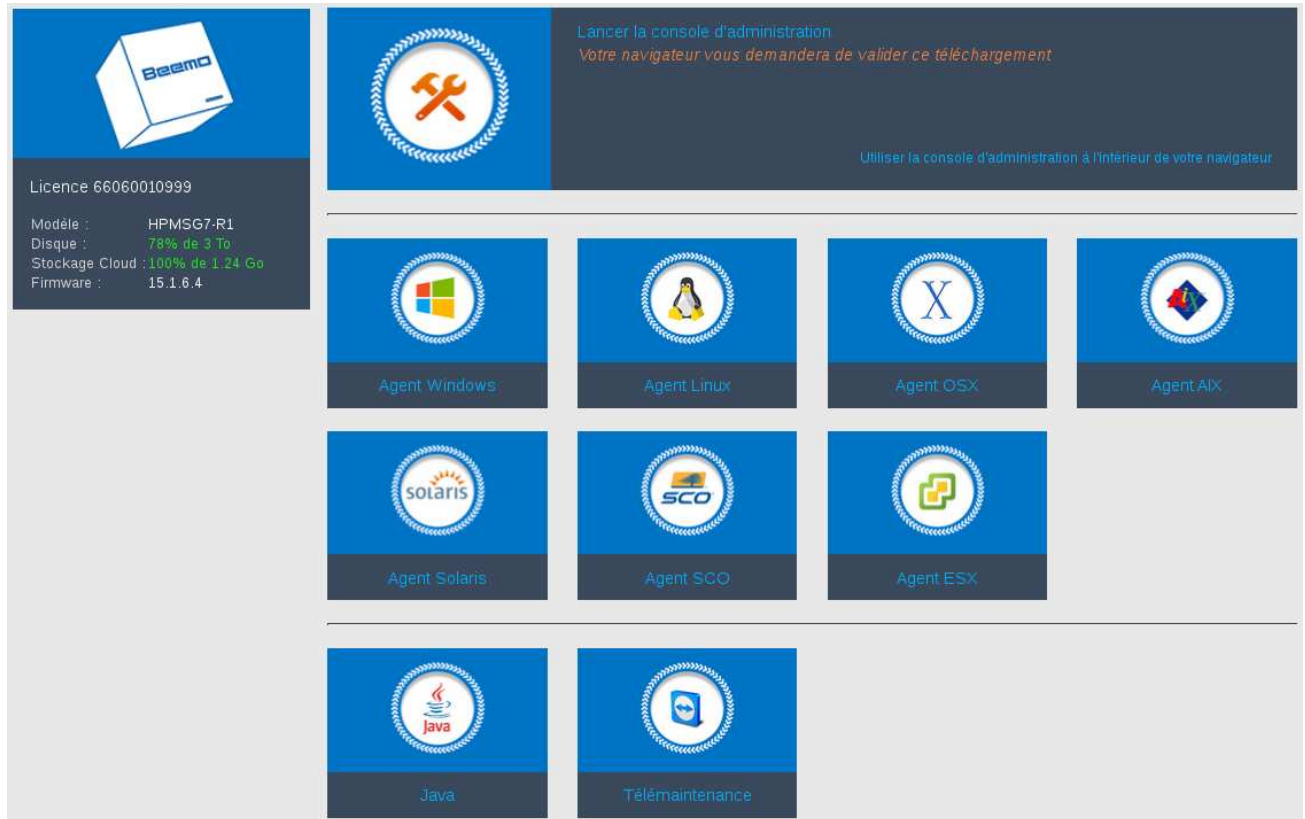 Beemo
Licence 66060010999
Modèle : HPMSG7-R1
Disque : 78% de 3 To
Stockage Cloud : 100% de 1.24 Go
Firmware : 15.1.6.4
Lancer la console d'administration
Votre navigateur vous demandera de valider ce téléchargement
Utiliser la console d'administration à l'intérieur de votre navigateur
X
AiX
Agent Windows
Agent Linux
Agent OSX
Agent AIX
solaris
SCO
Agent Solaris
Agent SCO
Agent ESX
Java
Java
Télémaintenance